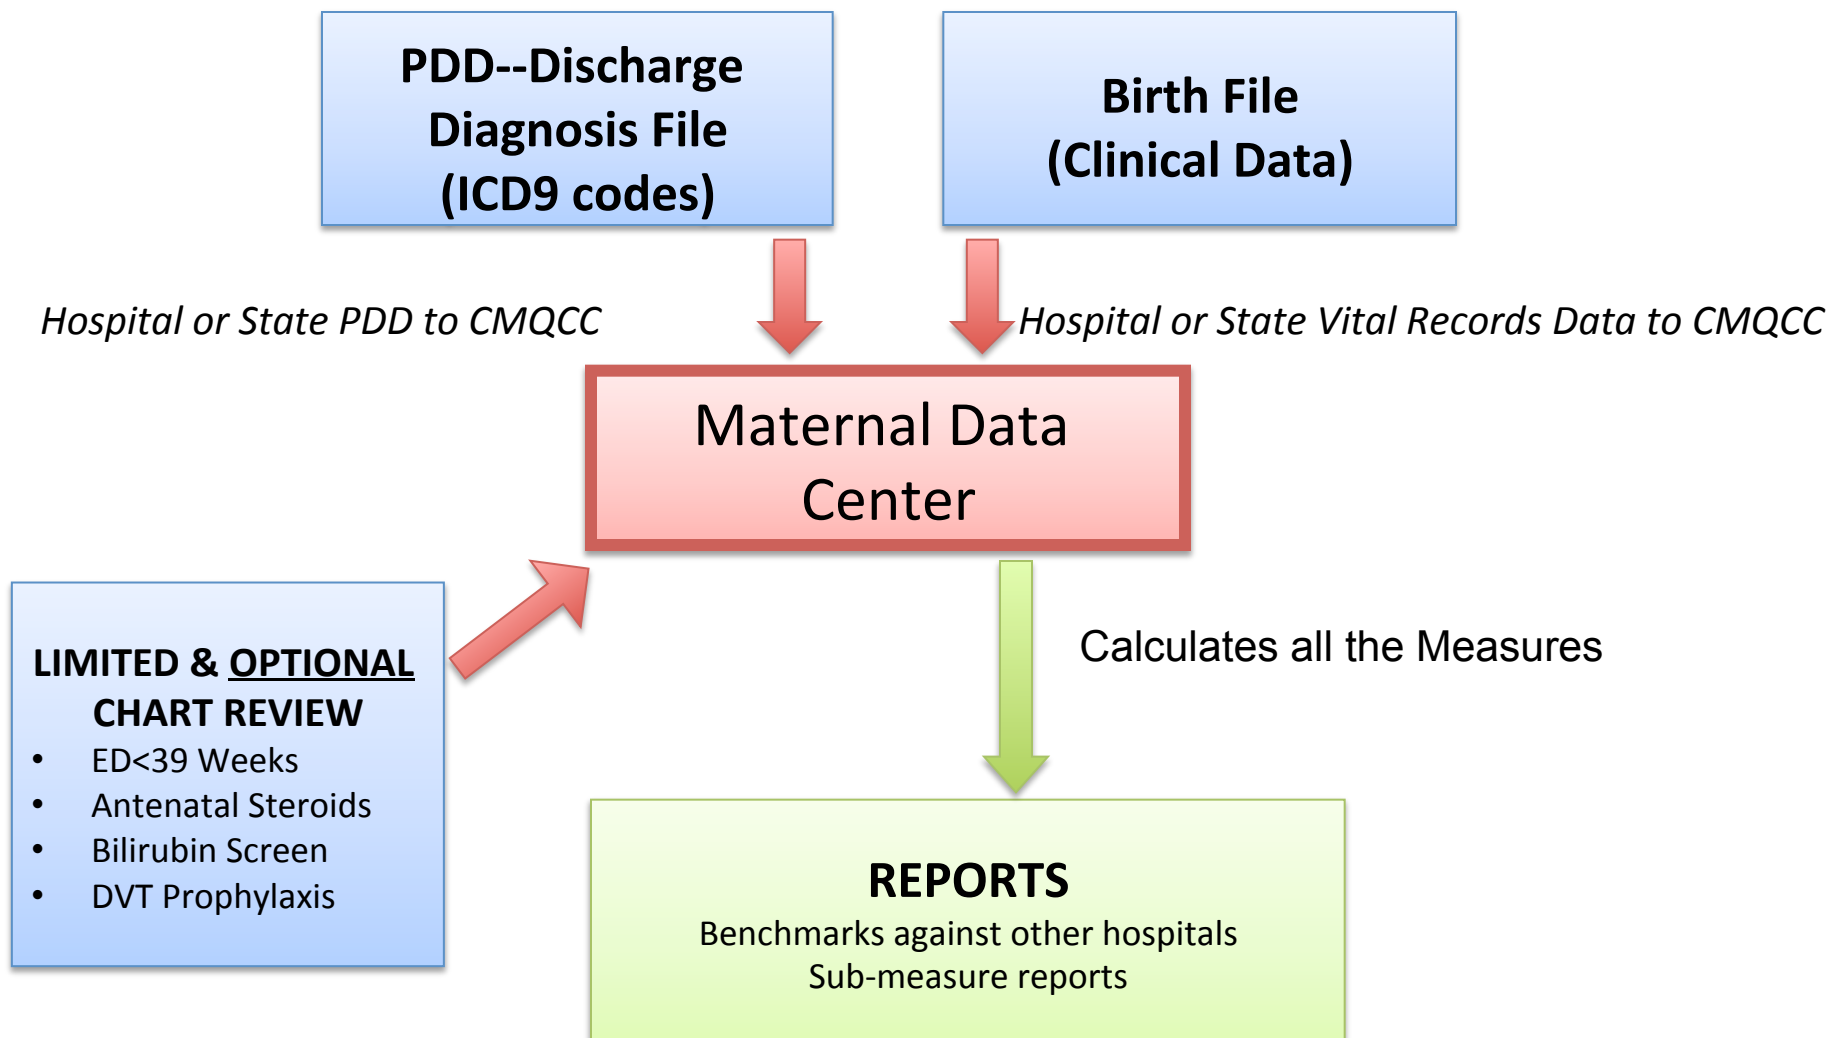 PDD--Discharge
Diagnosis File
(ICD9 codes)
Birth File
(Clinical Data)
Hospital or State PDD to CMQCC
Hospital or State Vital Records Data to CMQCC
Maternal Data
Center
LIMITED & OPTIONAL
CHART REVIEW
• ED<39 Weeks
• Antenatal Steroids
• Bilirubin Screen
• DVT Prophylaxis
Calculates all the Measures
REPORTS
Benchmarks against other hospitals
Sub-measure reports